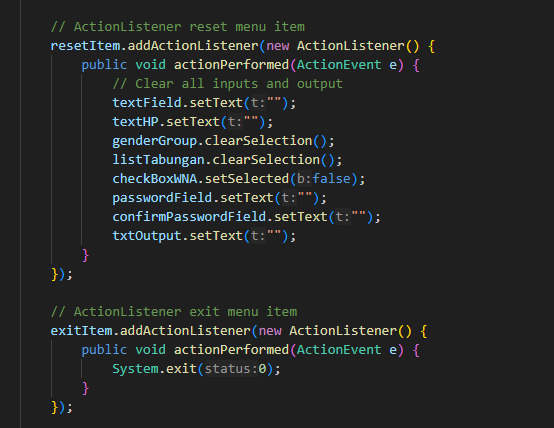 // ActionListener reset menu item
resetItem.addActionListener(new ActionListener() {
public void actionPerformed(ActionEvent e) {
// Clear all inputs and output
textField.setText(t:"");
textHP.setText(t:"");
genderGroup.clearSelection();
listTabungan.clearSelection();
checkBoxWNA.setSelected(b:false);
passwordField.setText(t:"");
confirmPasswordField.setText(t:"");
txtOutput.setText(t:"");
}
});
// ActionListener exit menu item
exitItem.addActionListener(new ActionListener() {
public void actionPerformed(ActionEvent e) {
System.exit(status:0);
}
});